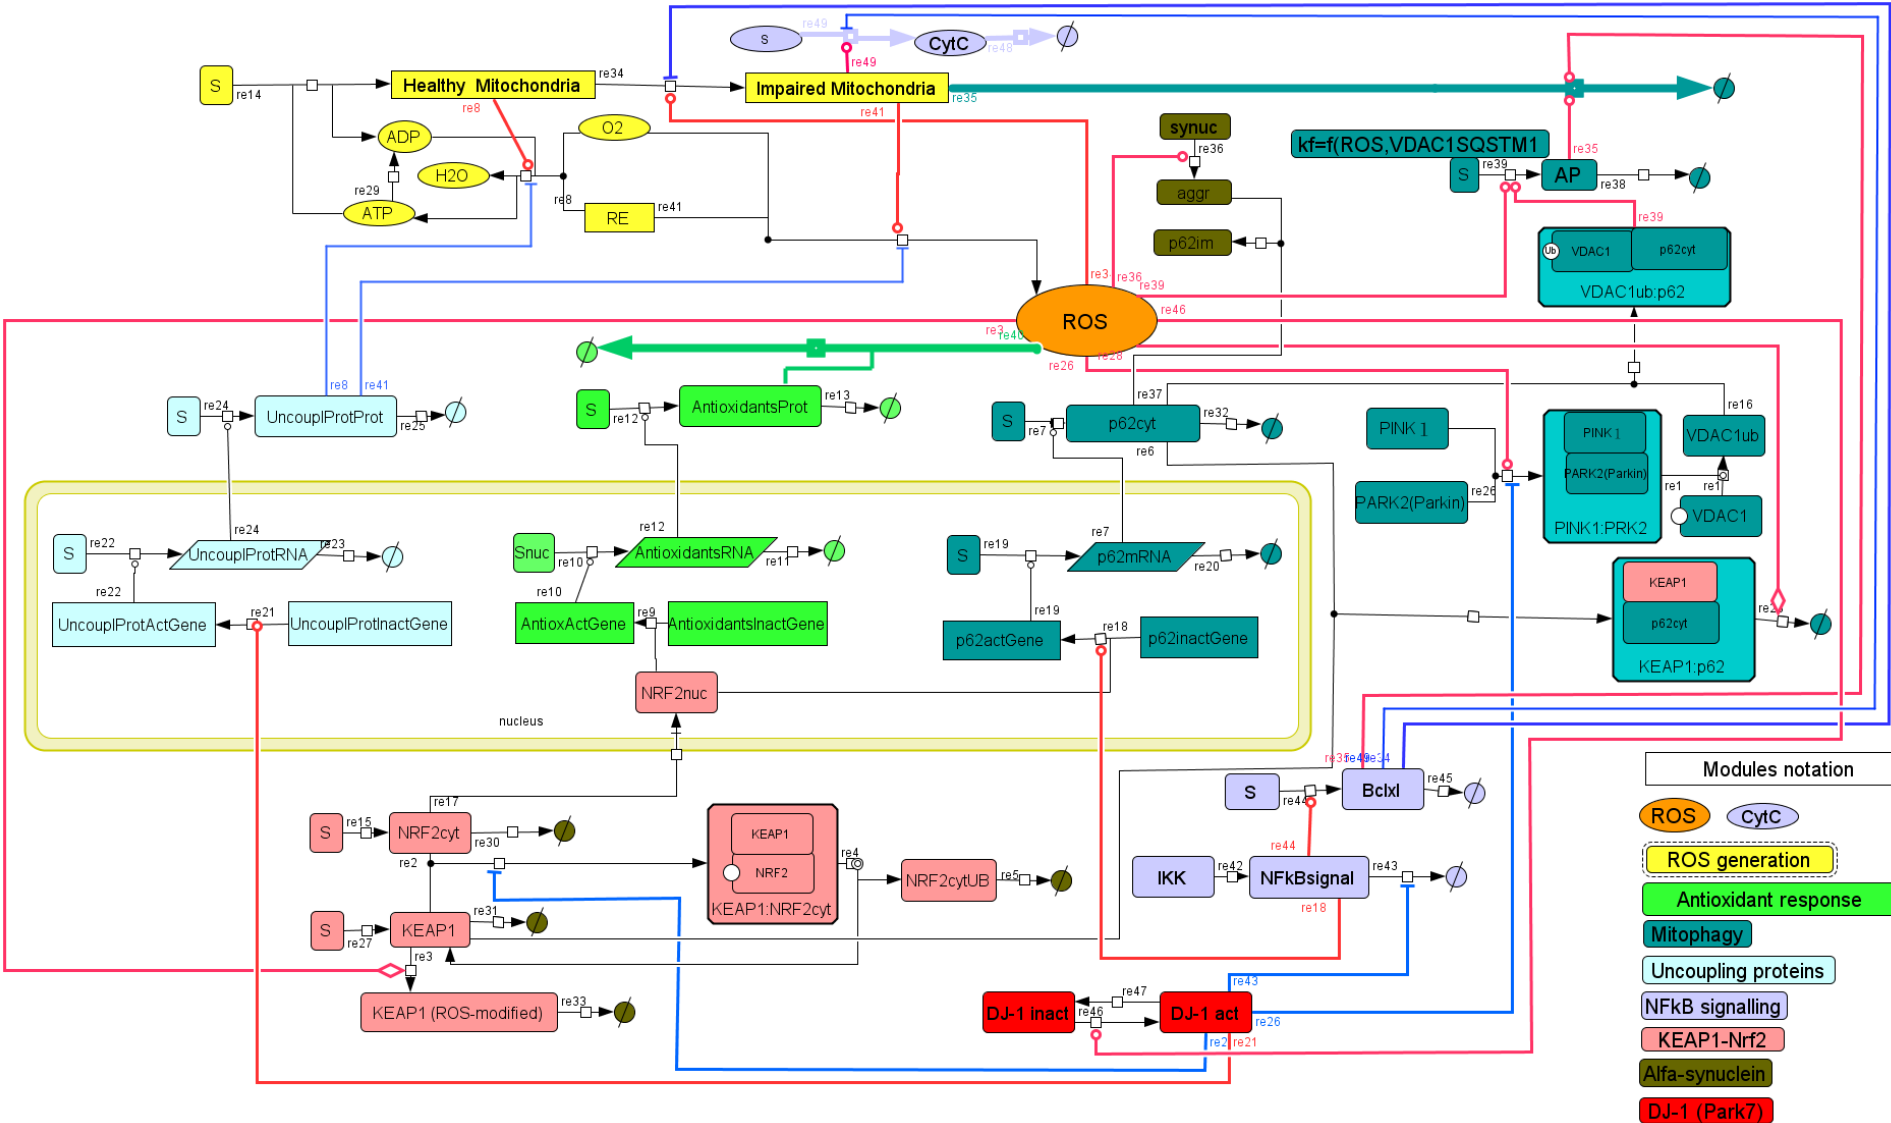 re49
S
CytC
re48
re49
S
re14
Healthy Mitochondria
re34
Impaired Mitochondria
re35
re8
re41
ADP
O2
H2O
re29
ATP
re8
RE
re41
synuc
re36
aggr
p62im
kf=f(ROS,VDAC1SQSTM1
re35
S
re39
AP
re38
re39
Ub
VDAC1
p62cyt
VDAC1ub:p62
re36
re39
re46
ROS
re3
re40
re28
re26
re8
re41
S
re24
UncouplProtProt
re25
S
re12
AntioxidantsProt
re13
re37
S
re7
p62cyt
re32
re6
PINK1
PARK2(Parkin)
re26
PINK1
PARK2(Parkin)
PINK1:PRK2
re16
VDAC1ub
re1
re1
VDAC1
re24
S
re22
UncouplProtRNA
re23
re22
UncouplProtActGene
re21
UncouplProtInactGene
re12
Snuc
re10
AntioxidantsRNA
re11
re10
AntioxActGene
re9
AntioxidantsInactGene
re7
S
re19
p62mRNA
re20
re19
p62actGene
re18
p62inactGene
KEAP1
p62cyt
KEAP1:p62
NRF2nuc
nucleus
re35
re49
re34
S
re44
Bclxl
re45
re44
IKK
re42
NFkBsignal
re43
re18
re17
S
re15
NRF2cyt
re30
re2
KEAP1
NRF2
KEAP1:NRF2cyt
re4
NRF2cytUB
re5
S
re27
KEAP1
re31
re3
KEAP1 (ROS-modified)
re33
re43
DJ-1 inact
re47
re46
DJ-1 act
re26
re2
re21
Modules notation
ROS
CytC
ROS generation
Antioxidant response
Mitophagy
Uncoupling proteins
NFkB signalling
KEAP1-Nrf2
Alfa-synuclein
DJ-1 (Park7)